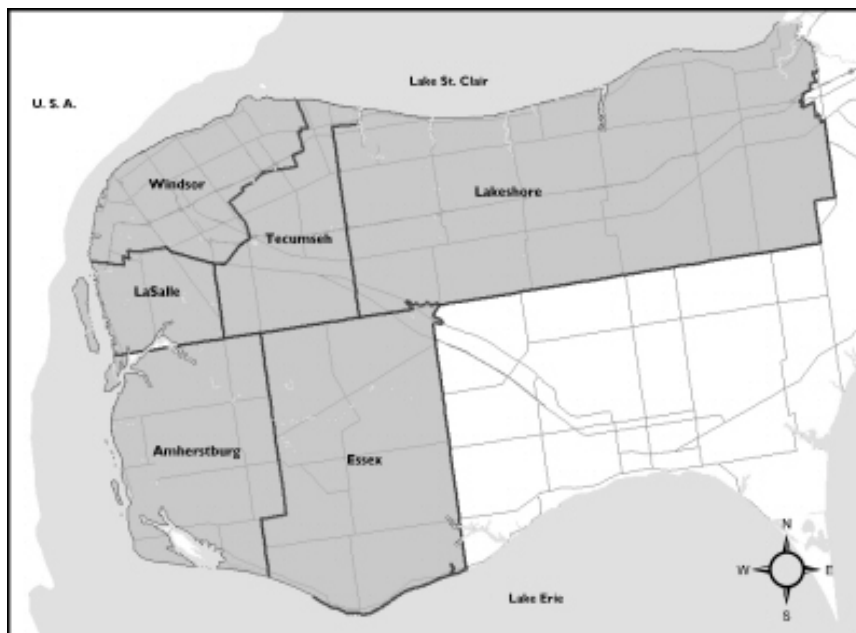 Lake St. Clair
U. S. A.
Windsor
Lakeshore
Tecumseh
LaSalle
Amherstburg
Essex
N
W E
S
Lake Erie